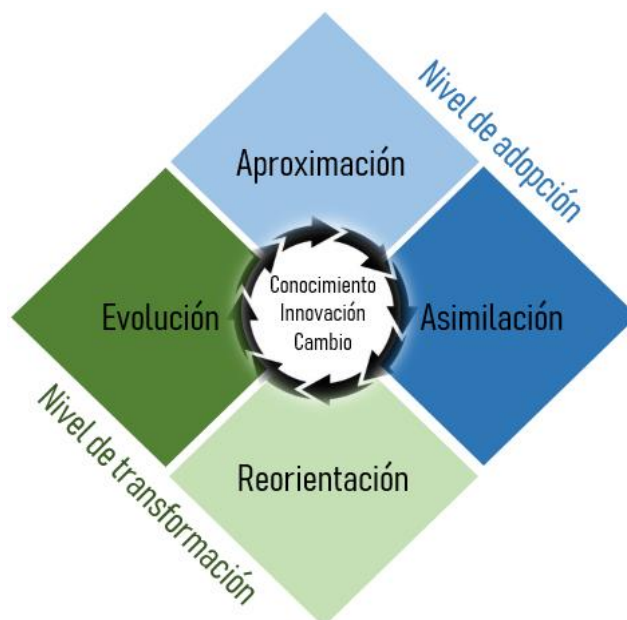 Nivel de adopción
Aproximación
Conocimiento
Innovación
Cambio
Evolución
Asimilación
Reorientación
Nivel de transformación